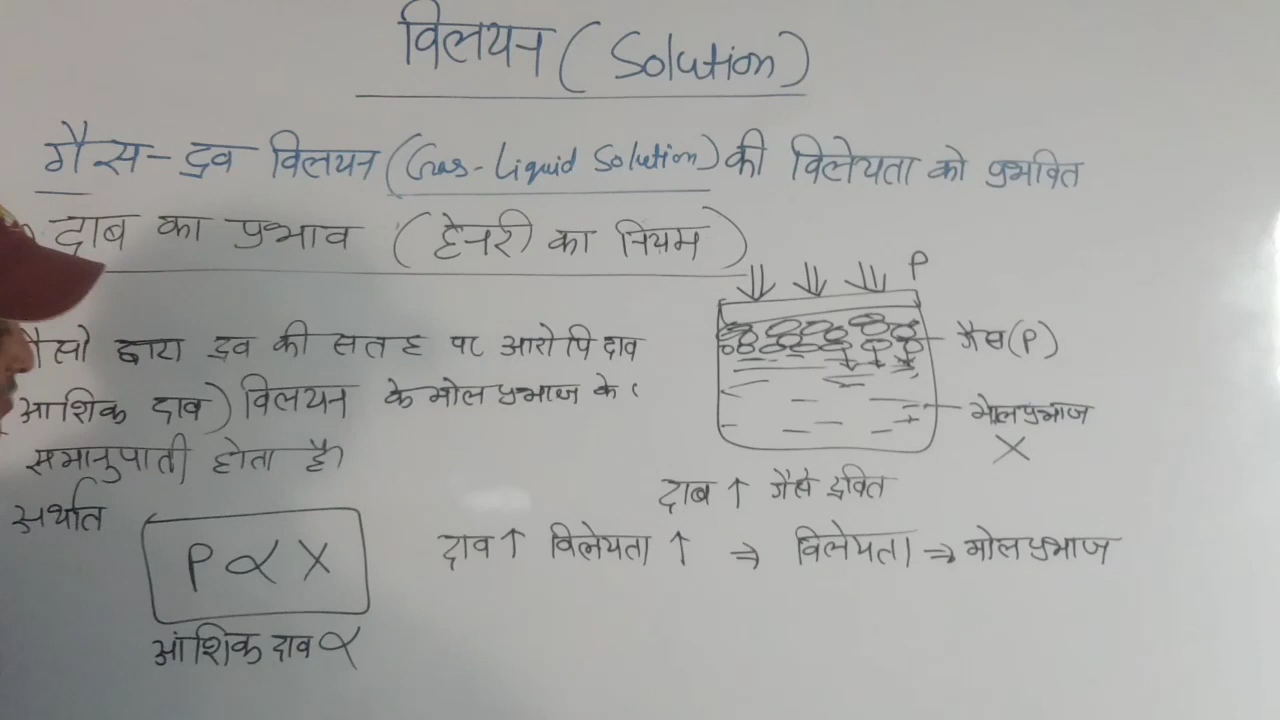 विलयन (Solution)
गैस-द्रव विलयन (Gas-Liquid Solution) की विलेयता को प्रभवित
दाब का प्रभाव (हेनरी का नियम)
P
गैसो द्वारा द्रव की सतह पर आरोपि दाव
गैस(P)
आंशिक दाव) विलयन के मोल प्रभाज के
मोलप्रभाज
X
समानुपाती होता है।
दाब ↑ गैसे द्रवित
अर्थात
P ∝ X
दाव ↑ विलेयता ↑ ⇒ विलेयता ⇒ मोलप्रभाज
आंशिक दाव ∝